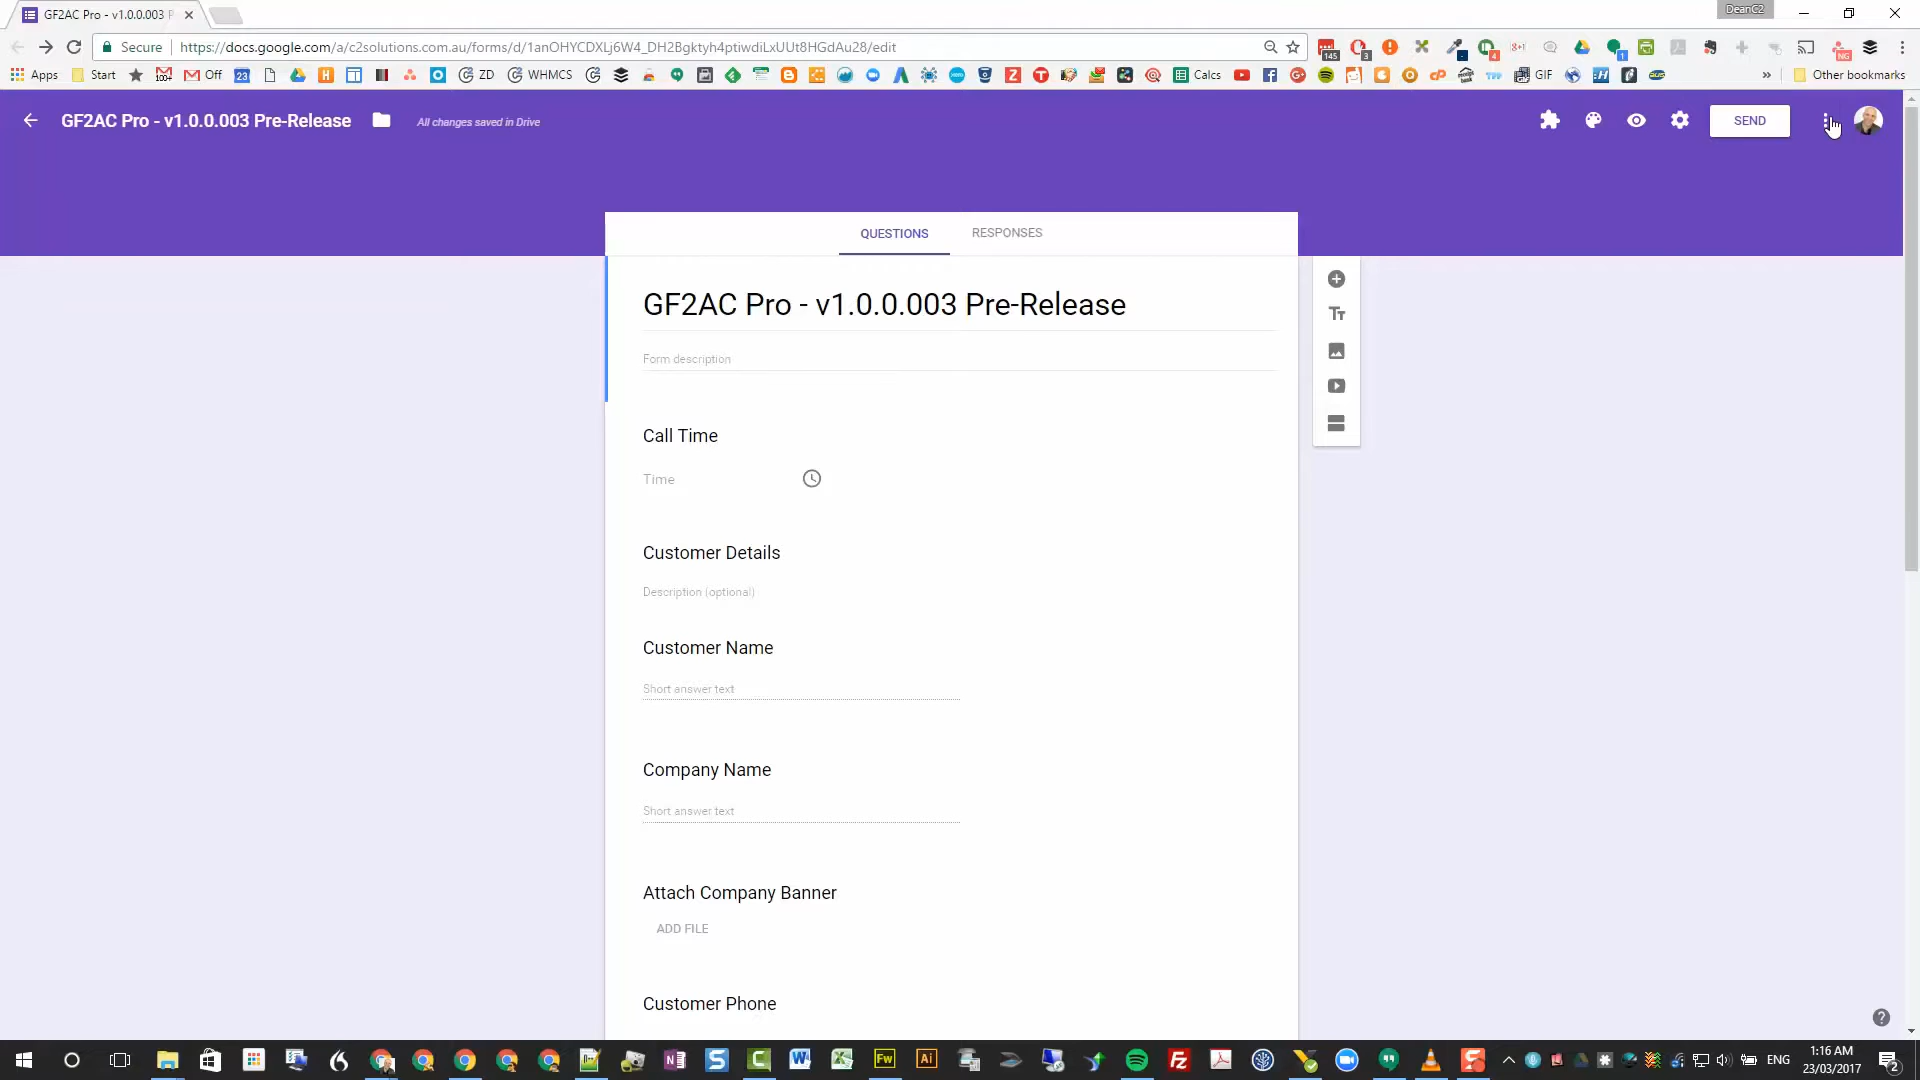 GF2AC Pro - v1.0.0.003 P
DeanC2
Secure
https://docs.google.com/a/c2solutions.com.au/forms/d/1anOHYCDXLj6W4_DH2Bgktyh4ptiwdiLxUUt8HGdAu28/edit
Apps
Start
Off
ZD
WHMCS
Calcs
GIF
Other bookmarks
GF2AC Pro - v1.0.0.003 Pre-Release
All changes saved in Drive
SEND
QUESTIONS
RESPONSES
GF2AC Pro - v1.0.0.003 Pre-Release
Form description
Call Time
Time
Customer Details
Description (optional)
Customer Name
Short answer text
Company Name
Short answer text
Attach Company Banner
ADD FILE
Customer Phone
ENG
1:16 AM
23/03/2017